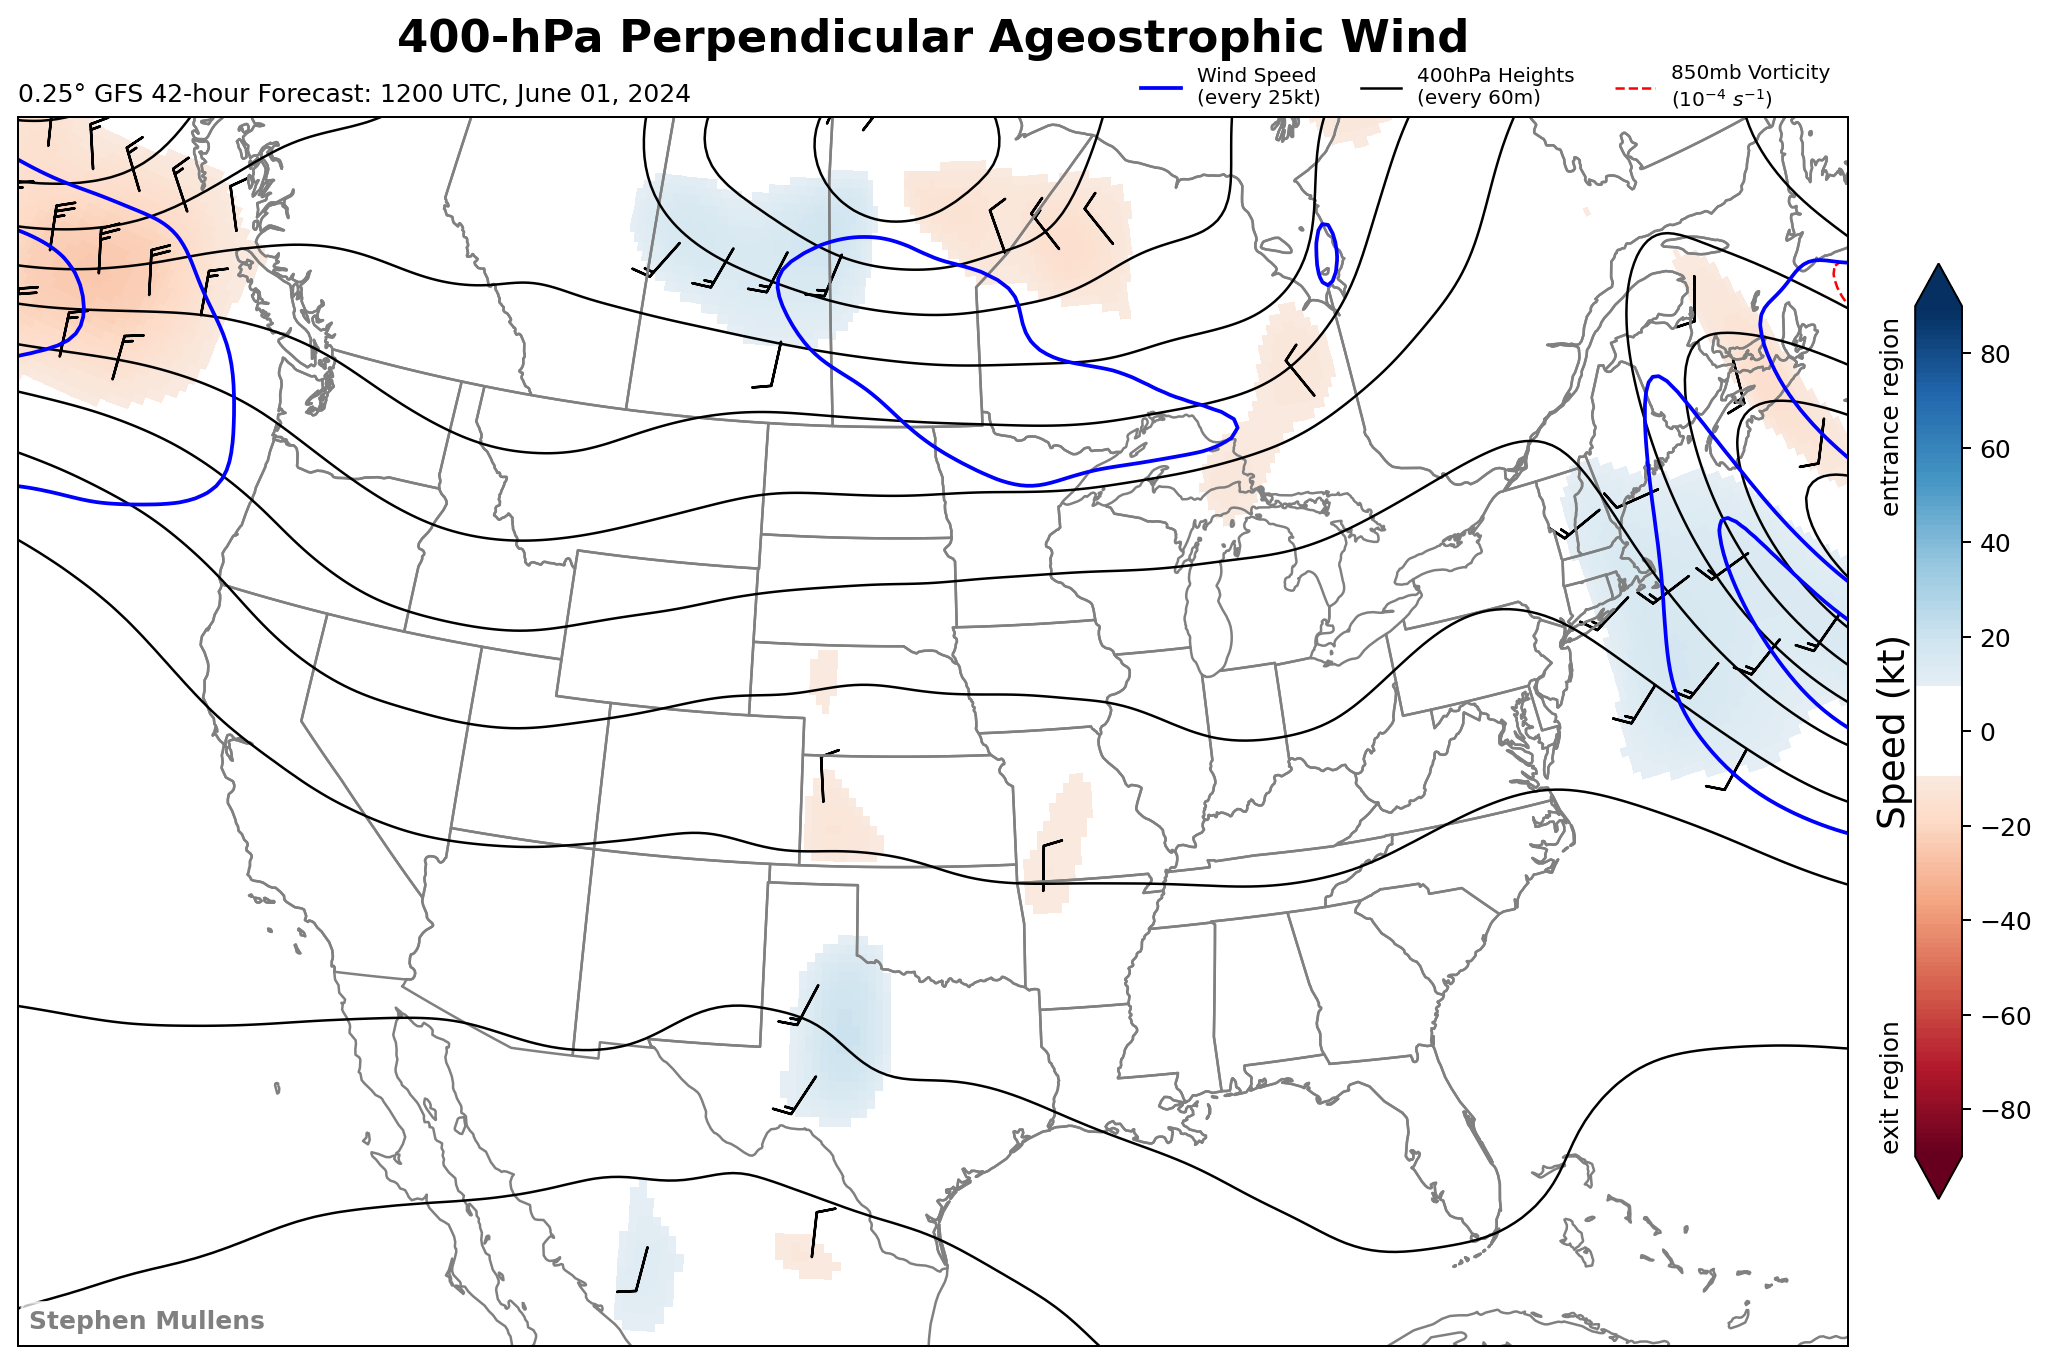 400-hPa Perpendicular Ageostrophic Wind
0.25° GFS 42-hour Forecast: 1200 UTC, June 01, 2024
Wind Speed
(every 25kt)
400hPa Heights
(every 60m)
850mb Vorticity
(10⁻⁴ s⁻¹)
entrance region
Speed (kt)
exit region
80
60
40
20
0
−20
−40
−60
−80
Stephen Mullens